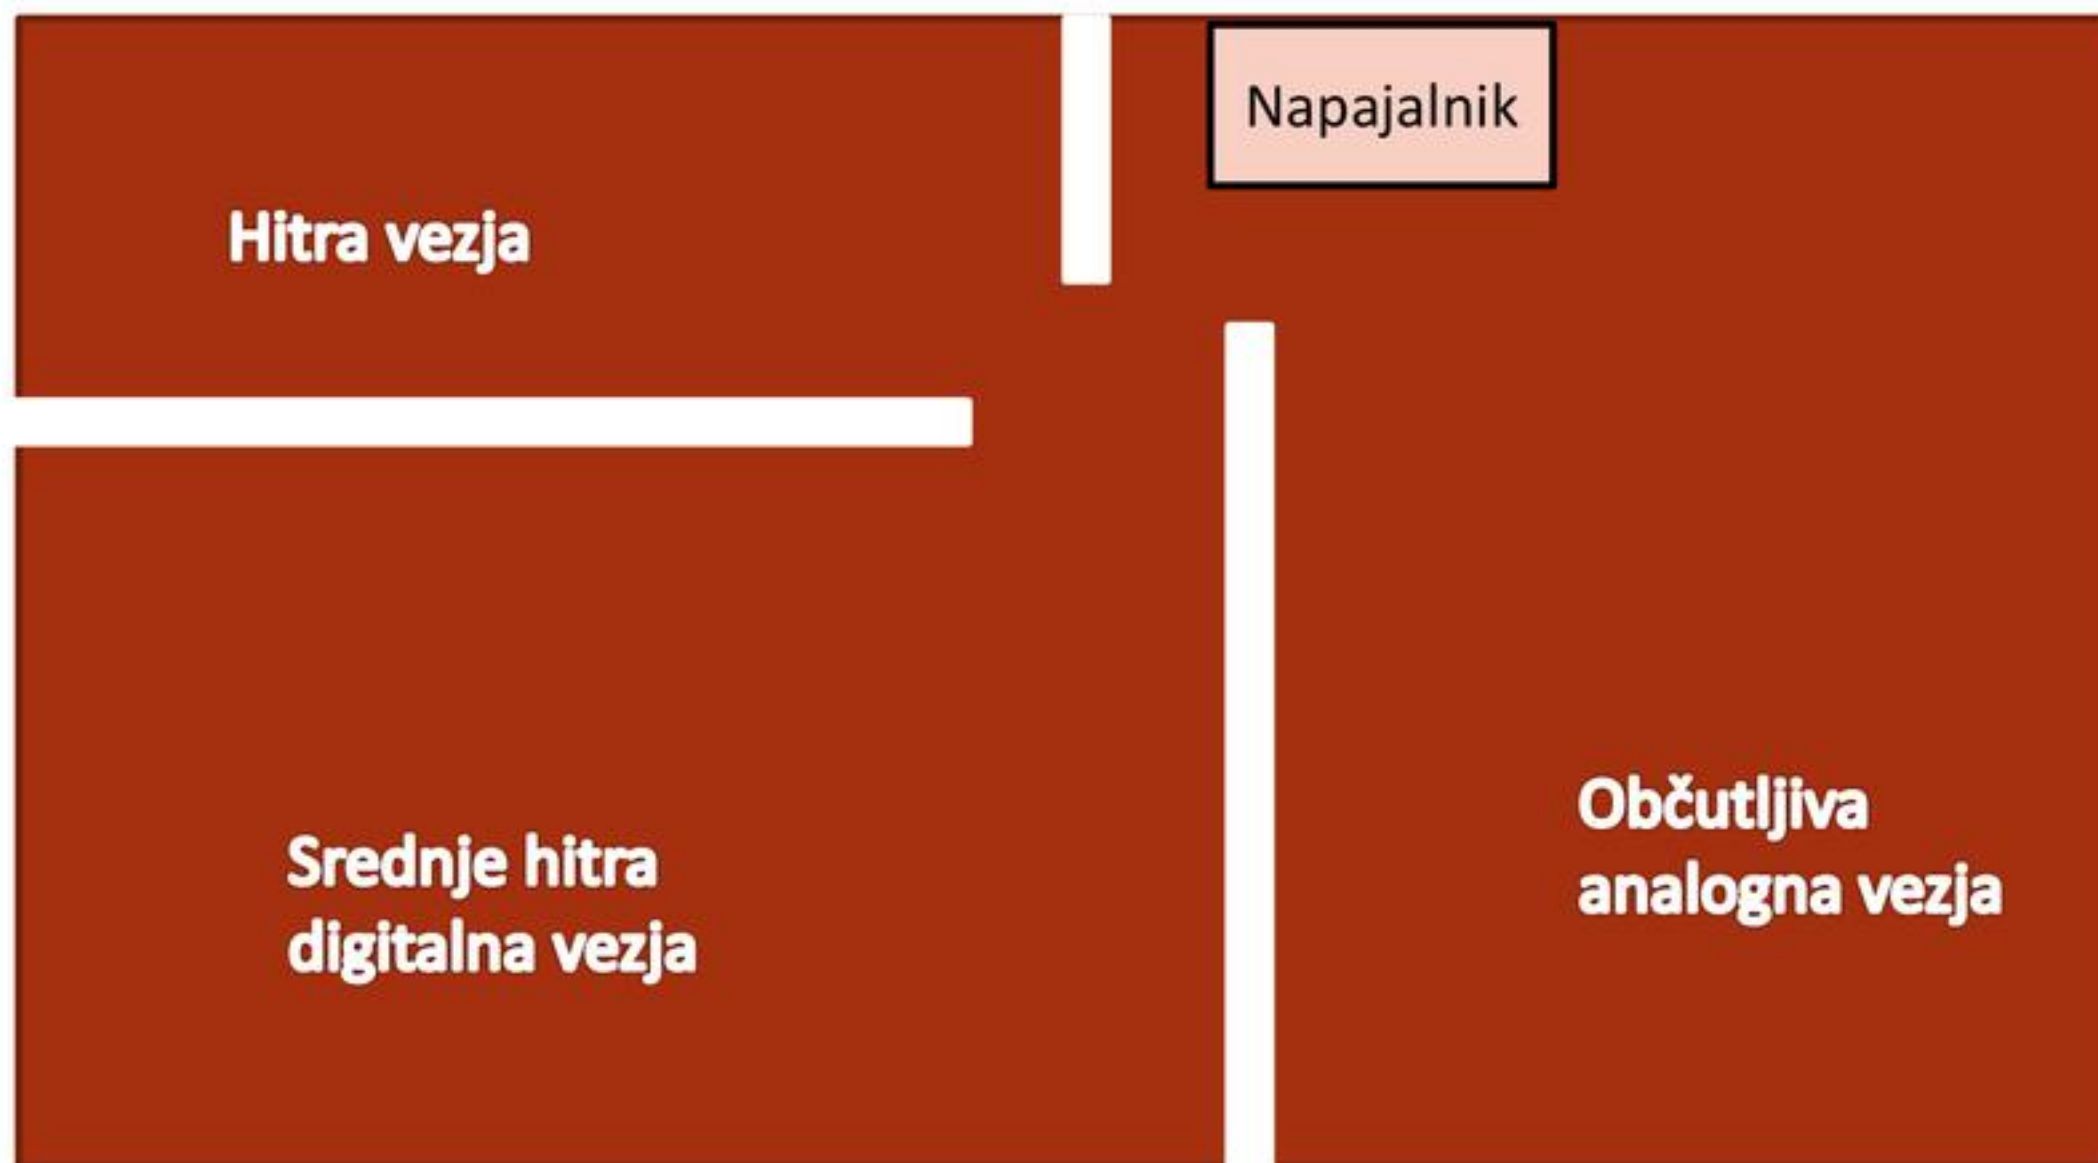 Napajalnik
Hitra vezja
Srednje hitra
digitalna vezja
Občutljiva
analogna vezja